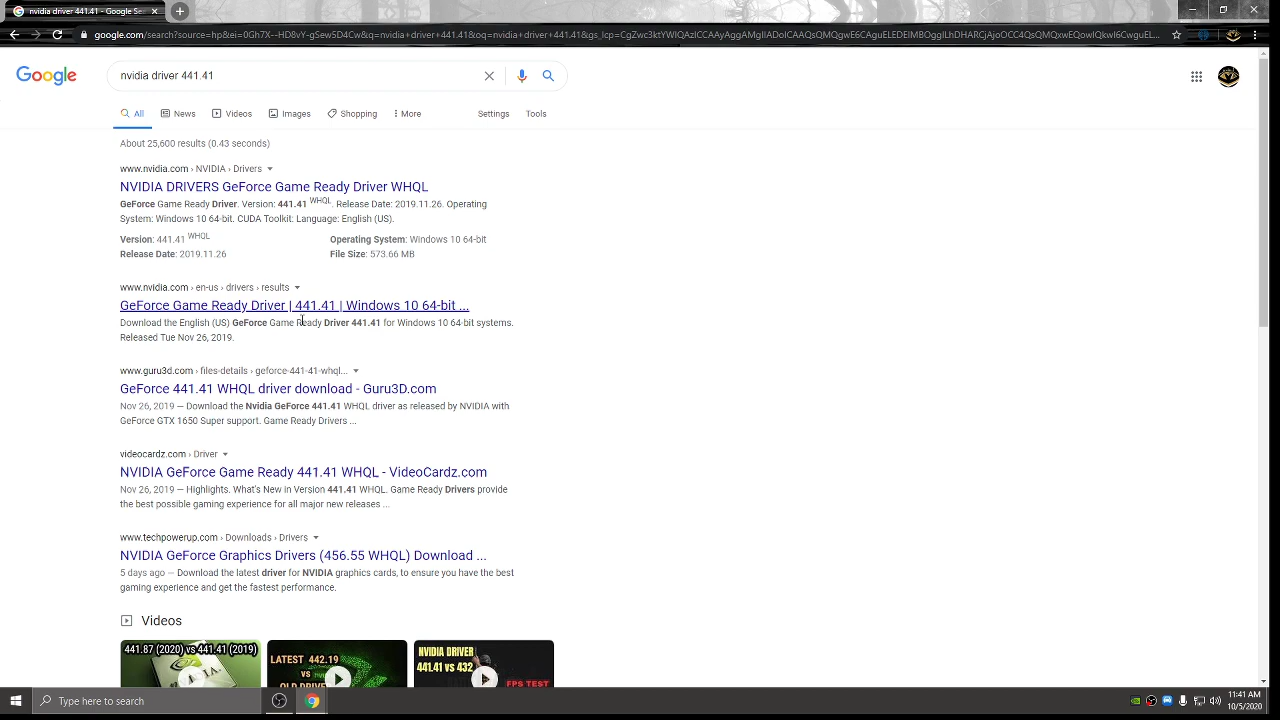 nvidia driver 441.41 - Google Se
google.com/search?source=hp&ei=0Gh7X--HD8vY-gSew5D4Cw&q=nvidia+driver+441.41&oq=nvidia+driver+441.41&gs_lcp=
Google
nvidia driver 441.41
All News Videos Images Shopping More Settings Tools
About 25,600 results (0.43 seconds)
www.nvidia.com › NVIDIA › Drivers
NVIDIA DRIVERS GeForce Game Ready Driver WHQL
GeForce Game Ready Driver. Version: 441.41 WHQL. Release Date: 2019.11.26. Operating
System: Windows 10 64-bit. CUDA Toolkit: Language: English (US).
Version: 441.41 WHQL Operating System: Windows 10 64-bit
Release Date: 2019.11.26 File Size: 573.66 MB
www.nvidia.com › en-us › drivers › results
GeForce Game Ready Driver | 441.41 | Windows 10 64-bit ...
Download the English (US) GeForce Game Ready Driver 441.41 for Windows 10 64-bit systems.
Released Tue Nov 26, 2019.
www.guru3d.com › files-details › geforce-441-41-whql...
GeForce 441.41 WHQL driver download - Guru3D.com
Nov 26, 2019 — Download the Nvidia GeForce 441.41 WHQL driver as released by NVIDIA with
GeForce GTX 1650 Super support. Game Ready Drivers ...
videocardz.com › Driver
NVIDIA GeForce Game Ready 441.41 WHQL - VideoCardz.com
Nov 26, 2019 — Highlights. What's New in Version 441.41 WHQL. Game Ready Drivers provide
the best possible gaming experience for all major new releases ...
www.techpowerup.com › Downloads › Drivers
NVIDIA GeForce Graphics Drivers (456.55 WHQL) Download ...
5 days ago — Download the latest driver for NVIDIA graphics cards, to ensure you have the best
gaming experience and get the fastest performance.
Videos
441.87 (2020) vs 441.41 (2019)
LATEST 442.19
vs
OLD DRIVER
NVIDIA DRIVER
441.41 vs 432
FPS TEST
Type here to search
11:41 AM
10/5/2020